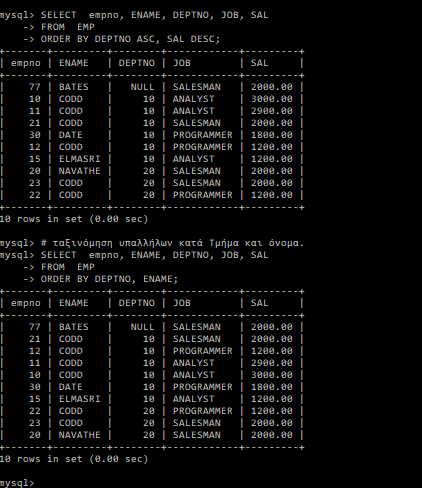 mysql> SELECT  empno, ENAME, DEPTNO, JOB, SAL
    -> FROM  EMP
    -> ORDER BY DEPTNO ASC, SAL DESC;
+-------+---------+--------+------------+---------+
| empno | ENAME   | DEPTNO | JOB        | SAL     |
+-------+---------+--------+------------+---------+
|    77 | BATES   |   NULL | SALESMAN   | 2000.00 |
|    10 | CODD    |     10 | ANALYST    | 3000.00 |
|    11 | CODD    |     10 | ANALYST    | 2900.00 |
|    21 | CODD    |     10 | SALESMAN   | 2000.00 |
|    30 | DATE    |     10 | PROGRAMMER | 1800.00 |
|    12 | CODD    |     10 | PROGRAMMER | 1200.00 |
|    15 | ELMASRI |     10 | ANALYST    | 1200.00 |
|    20 | NAVATHE |     20 | SALESMAN   | 2000.00 |
|    23 | CODD    |     20 | SALESMAN   | 2000.00 |
|    22 | CODD    |     20 | PROGRAMMER | 1200.00 |
+-------+---------+--------+------------+---------+
10 rows in set (0.00 sec)
mysql> # ταξινόμηση υπαλλήλων κατά Τμήμα και όνομα.
mysql> SELECT  empno, ENAME, DEPTNO, JOB, SAL
    -> FROM  EMP
    -> ORDER BY DEPTNO, ENAME;
+-------+---------+--------+------------+---------+
| empno | ENAME   | DEPTNO | JOB        | SAL     |
+-------+---------+--------+------------+---------+
|    77 | BATES   |   NULL | SALESMAN   | 2000.00 |
|    21 | CODD    |     10 | SALESMAN   | 2000.00 |
|    12 | CODD    |     10 | PROGRAMMER | 1200.00 |
|    11 | CODD    |     10 | ANALYST    | 2900.00 |
|    10 | CODD    |     10 | ANALYST    | 3000.00 |
|    30 | DATE    |     10 | PROGRAMMER | 1800.00 |
|    15 | ELMASRI |     10 | ANALYST    | 1200.00 |
|    22 | CODD    |     20 | PROGRAMMER | 1200.00 |
|    23 | CODD    |     20 | SALESMAN   | 2000.00 |
|    20 | NAVATHE |     20 | SALESMAN   | 2000.00 |
+-------+---------+--------+------------+---------+
10 rows in set (0.00 sec)
mysql>